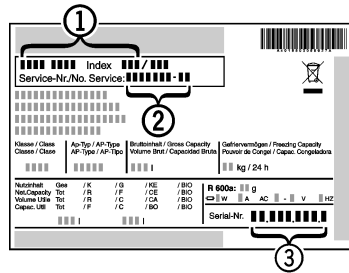 1
Index /
Service-Nr./No. Service: -
2
Klasse / Class Ap-Typ / AP-Type Bruttoinhalt / Gross Capacity Gefriervermögen / Freezing Capacity
Classe / Clase AP-Type / AP-Tipo Volume Brut / Capacidad Bruta Pouvoir de Congel / Capac. Congeladora
l kg / 24 h
Nutzinhalt Ges / K / G / KE / BIO
Net.Capacity Tot / R / F / CE / BIO
Volume Utile Tot / R / C / CA / BIO
Capac. Util Tot / F / C / BO / BIO
l l
R 600a: g
W A AC - V HZ
Serial-Nr. . .
3